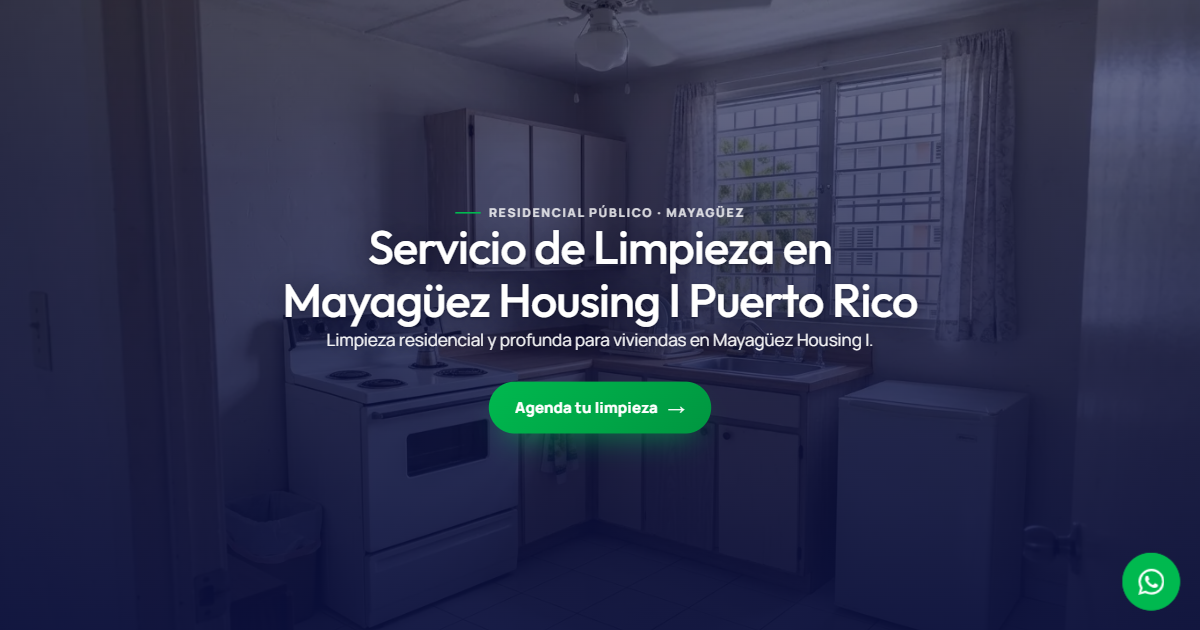 RESIDENCIAL PÚBLICO · MAYAGÜEZ
Servicio de Limpieza en
Mayagüez Housing I Puerto Rico
Limpieza residencial y profunda para viviendas en Mayagüez Housing I.
Agenda tu limpieza →